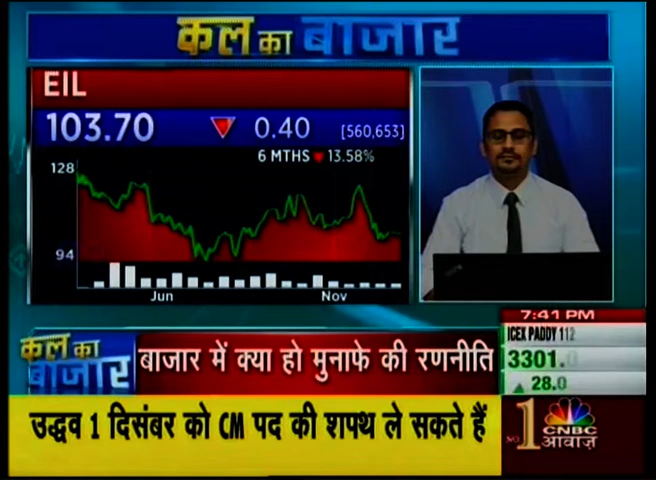 कल का बाजार
EIL
103.70 ▼ 0.40 [560,653]
6 MTHS ▼ 13.58%
128
94
Jun Nov
7:41 PM
कल का बाजार
बाजार में क्या हो मुनाफे की रणनीति
ICEX PADDY 112
3301.0
▲ 28.0
उद्धव 1 दिसंबर को CM पद की शपथ ले सकते हैं
NO 1 CNBC आवाज़